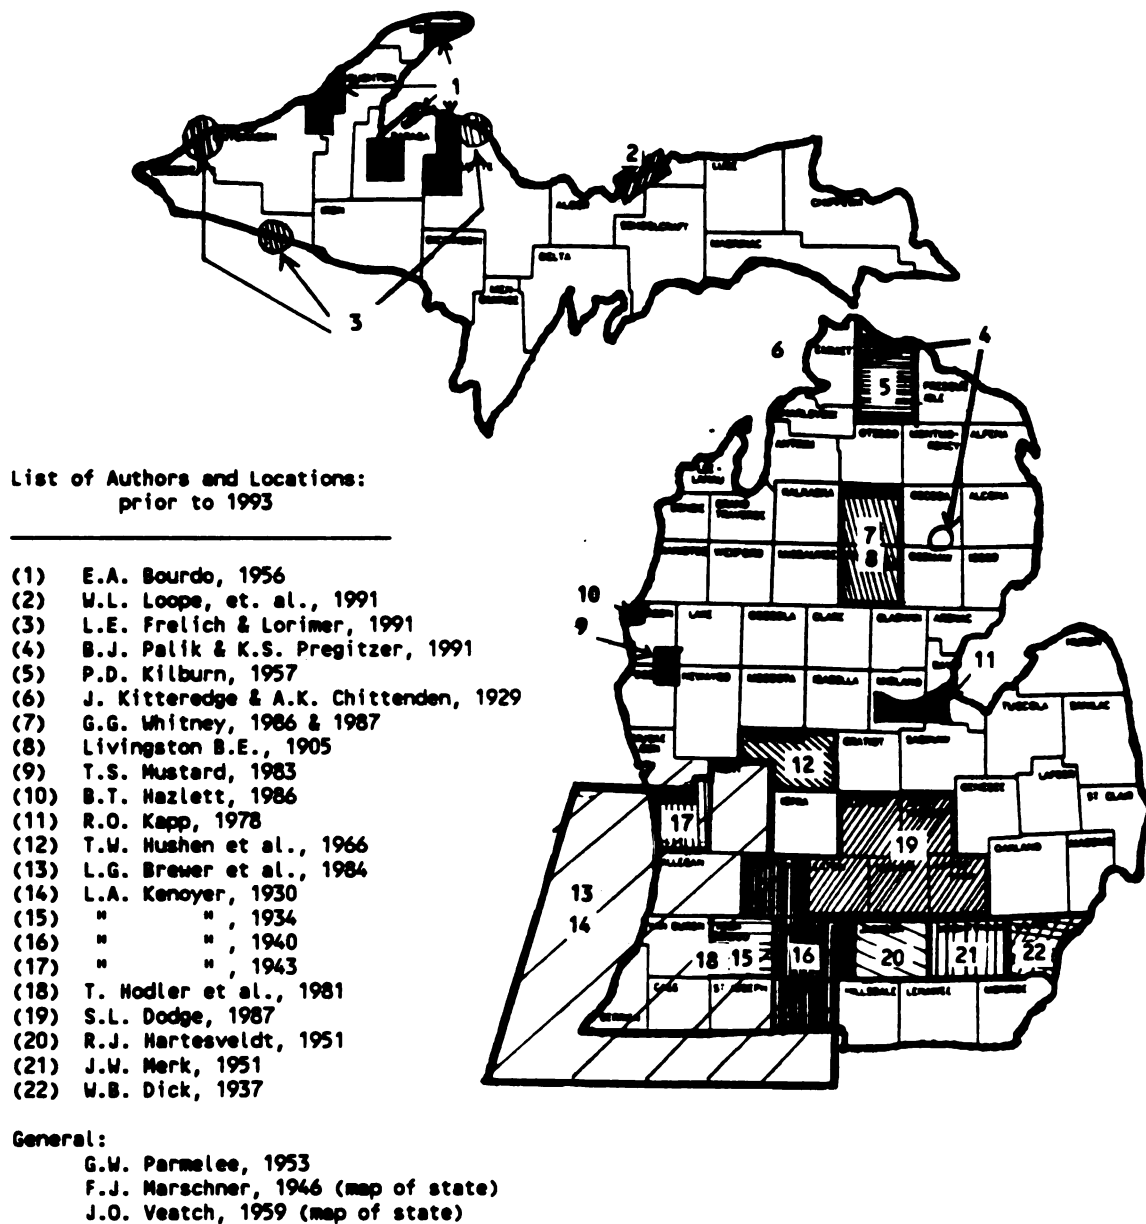 1
2
3
4
6
5
7
8
10
9
11
12
17
19
13
14
18 15
16
20
21
22
IRON
ALGER
SCHOOLCRAFT
LUCE
CHIPPEWA
MACKINAC
DELTA
EMMET
PRESQUE
ISLE
OTSEGO
ALPENA
ANTRIM
KALKASKA
GRAND
TRAVERSE
OSCODA
ALCONA
WEXFORD
LAKE
OSCEOLA
CLARE
GLADWIN
ARENAC
NEWAYGO
MECOSTA
ISABELLA
MIDLAND
HURON
TUSCOLA
SANILAC
GRATIOT
SAGINAW
GENESEE
LAPEER
ST CLAIR
IONIA
OAKLAND
CASS
ST JOSEPH
HILLSDALE
LENAWEE
MONROE
List of Authors and Locations:
prior to 1993
(1) E.A. Bourdo, 1956
(2) W.L. Loope, et. al., 1991
(3) L.E. Frelich & Lorimer, 1991
(4) B.J. Palik & K.S. Pregitzer, 1991
(5) P.D. Kilburn, 1957
(6) J. Kitteredge & A.K. Chittenden, 1929
(7) G.G. Whitney, 1986 & 1987
(8) Livingston B.E., 1905
(9) T.S. Mustard, 1983
(10) B.T. Hazlett, 1986
(11) R.O. Kapp, 1978
(12) T.W. Hushen et al., 1966
(13) L.G. Brewer et al., 1984
(14) L.A. Kenoyer, 1930
(15) " " , 1934
(16) " " , 1940
(17) " " , 1943
(18) T. Hodler et al., 1981
(19) S.L. Dodge, 1987
(20) R.J. Hartesveldt, 1951
(21) J.W. Merk, 1951
(22) W.B. Dick, 1937
General:
G.W. Parmelee, 1953
F.J. Marschner, 1946 (map of state)
J.O. Veatch, 1959 (map of state)